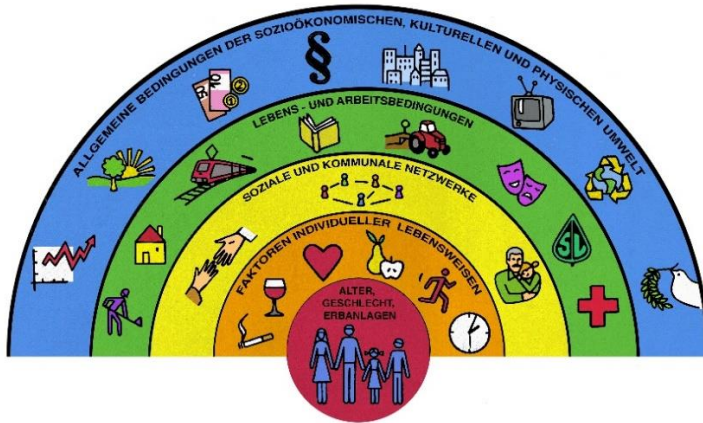 ALLGEMEINE BEDINGUNGEN DER SOZIOÖKONOMISCHEN, KULTURELLEN UND PHYSISCHEN UMWELT
§
LEBENS - UND ARBEITSBEDINGUNGEN
SOZIALE UND KOMMUNALE NETZWERKE
FAKTOREN INDIVIDUELLER LEBENSWEISEN
ALTER,
GESCHLECHT,
ERBANLAGEN